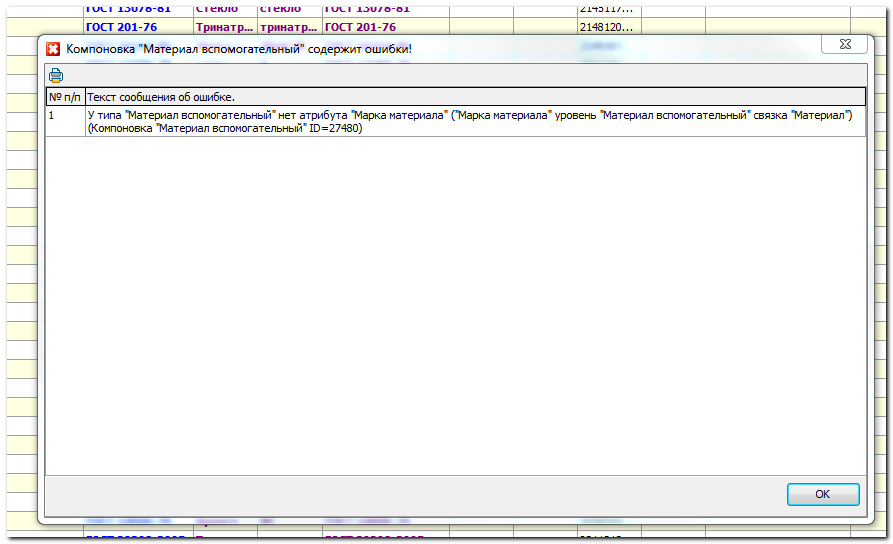 ГОСТ 13078-81 Стекло стекло ГОСТ 13078-81 2145117...
ГОСТ 201-76 Тринатр... тринатр... ГОСТ 201-76 2148120...
Компоновка "Материал вспомогательный" содержит ошибки!
№ п/п Текст сообщения об ошибке.
1 У типа "Материал вспомогательный" нет атрибута "Марка материала" ("Марка материала" уровень "Материал вспомогательный" связка "Материал")
(Компоновка "Материал вспомогательный" ID=27480)
OK